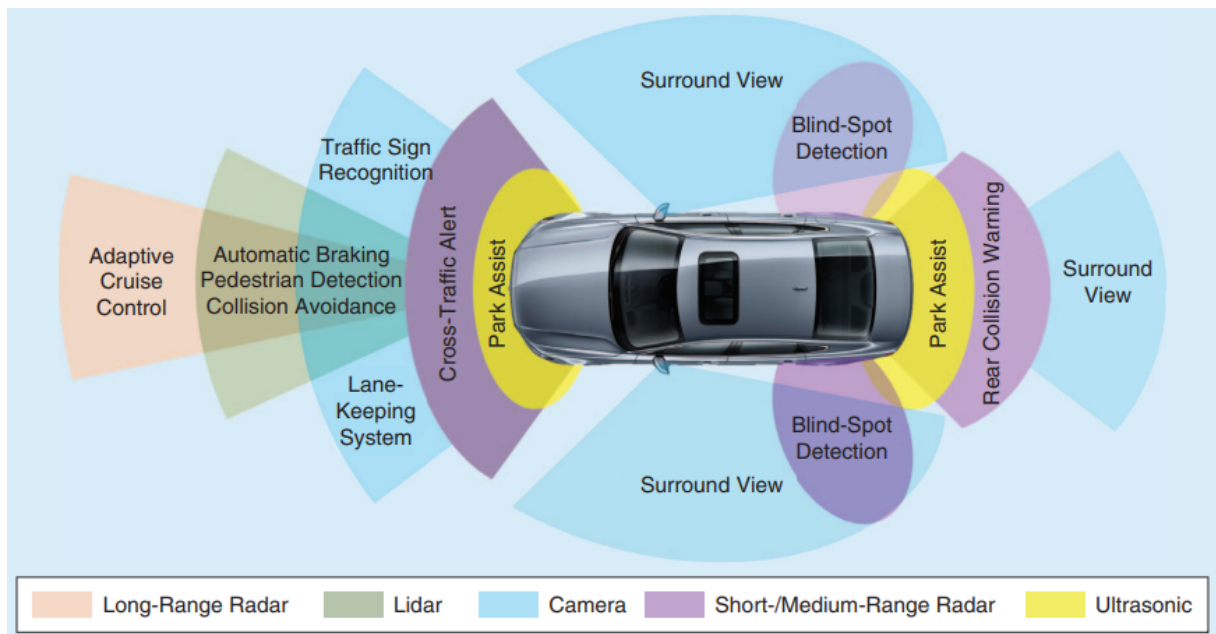 Surround View
Blind-Spot
Detection
Traffic Sign
Recognition
Adaptive
Cruise
Control
Automatic Braking
Pedestrian Detection
Collision Avoidance
Cross-Traffic Alert
Park Assist
Park Assist
Rear Collision Warning
Surround
View
Lane-
Keeping
System
Blind-Spot
Detection
Surround View
Long-Range Radar
Lidar
Camera
Short-/Medium-Range Radar
Ultrasonic